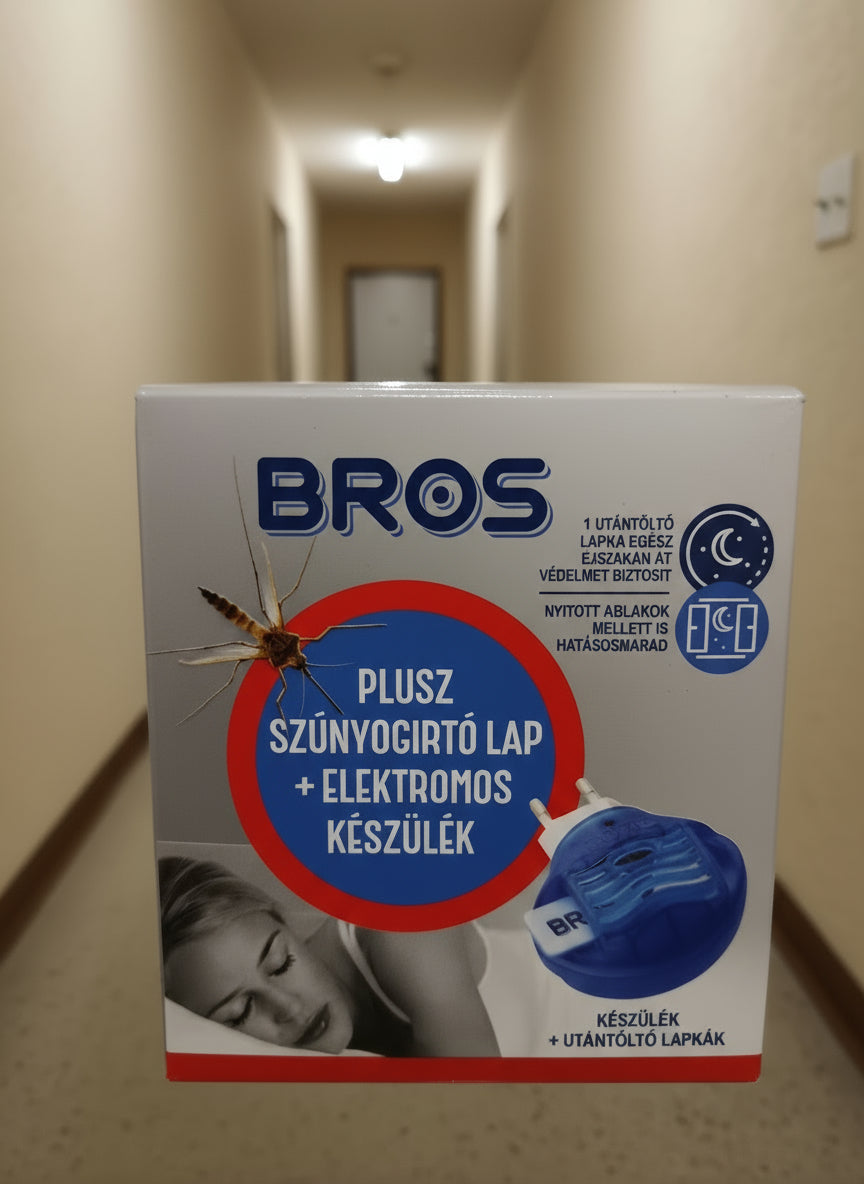 BROS
1 UTÁNTÖLTŐ
LAPKA EGÉSZ
ÉJSZAKÁN ÁT
VÉDELMET BIZTOSIT
NYITOTT ABLAKOK
MELLETT IS
HATÁSOSMARAD
PLUSZ
SZÚNYOGIRTÓ LAP
+ ELEKTROMOS
KÉSZÜLÉK
BR
KÉSZÜLÉK
+ UTÁNTÖLTŐ LAPKÁK